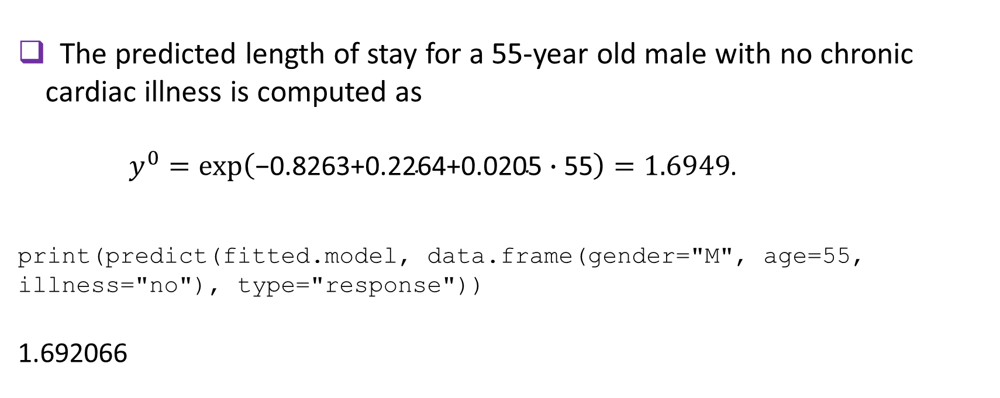 ❑ The predicted length of stay for a 55-year old male with no chronic
cardiac illness is computed as
y⁰ = exp(−0.8263+0.2264+0.0205 · 55) = 1.6949.
print(predict(fitted.model, data.frame(gender="M", age=55,
illness="no"), type="response"))
1.692066